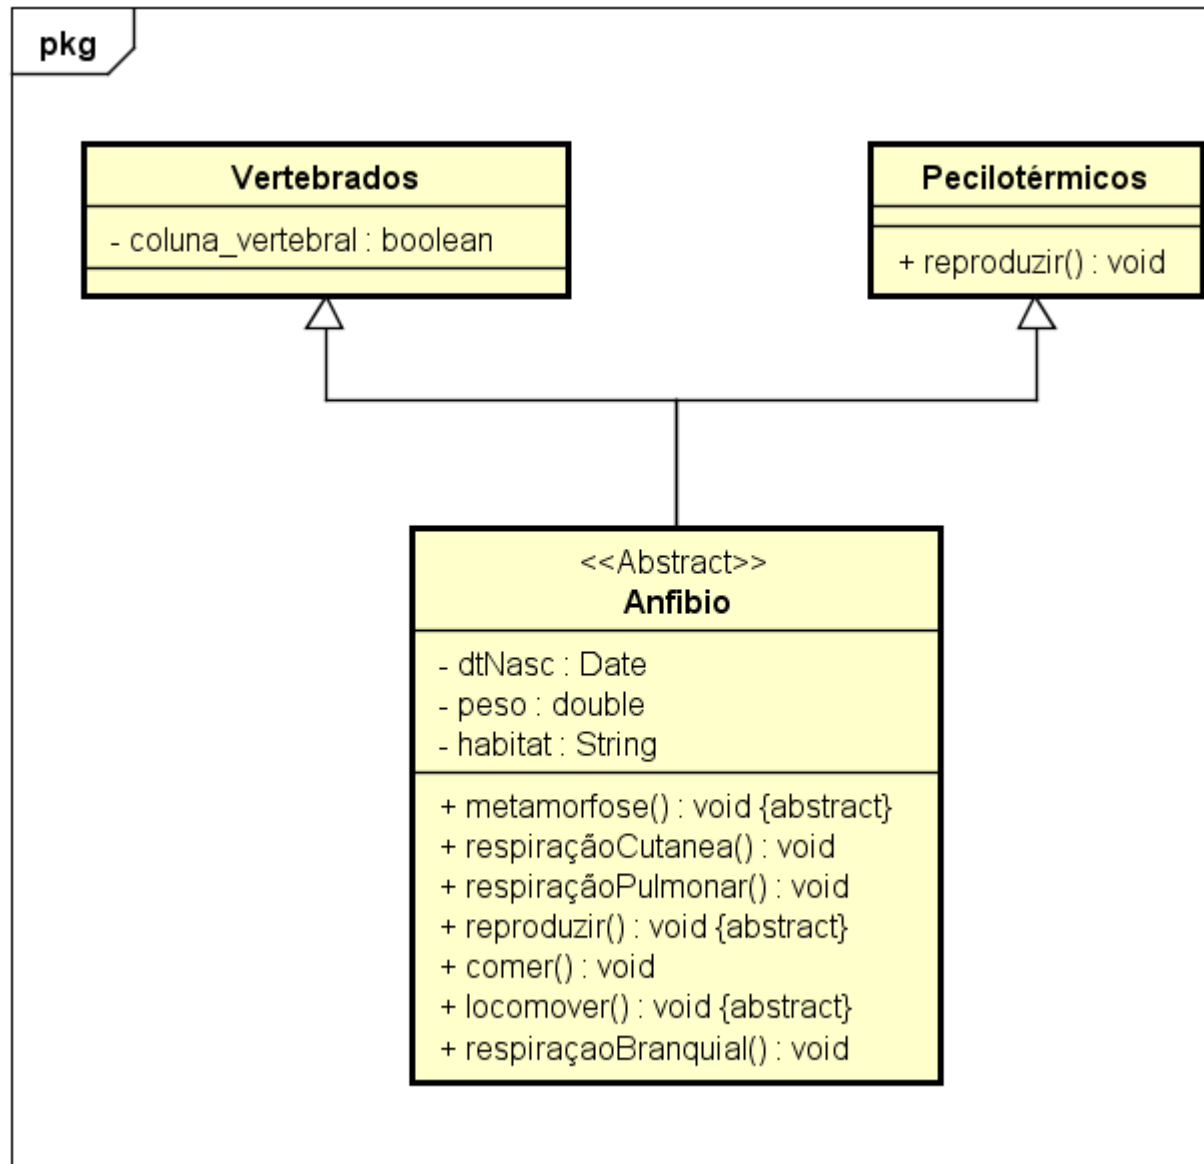 pkg
Vertebrados
- coluna_vertebral : boolean
Pecilotérmicos
+ reproduzir() : void
<<Abstract>>
Anfibio
- dtNasc : Date
- peso : double
- habitat : String
+ metamorfose() : void {abstract}
+ respiraçãoCutanea() : void
+ respiraçãoPulmonar() : void
+ reproduzir() : void {abstract}
+ comer() : void
+ locomover() : void {abstract}
+ respiraçaoBranquial() : void